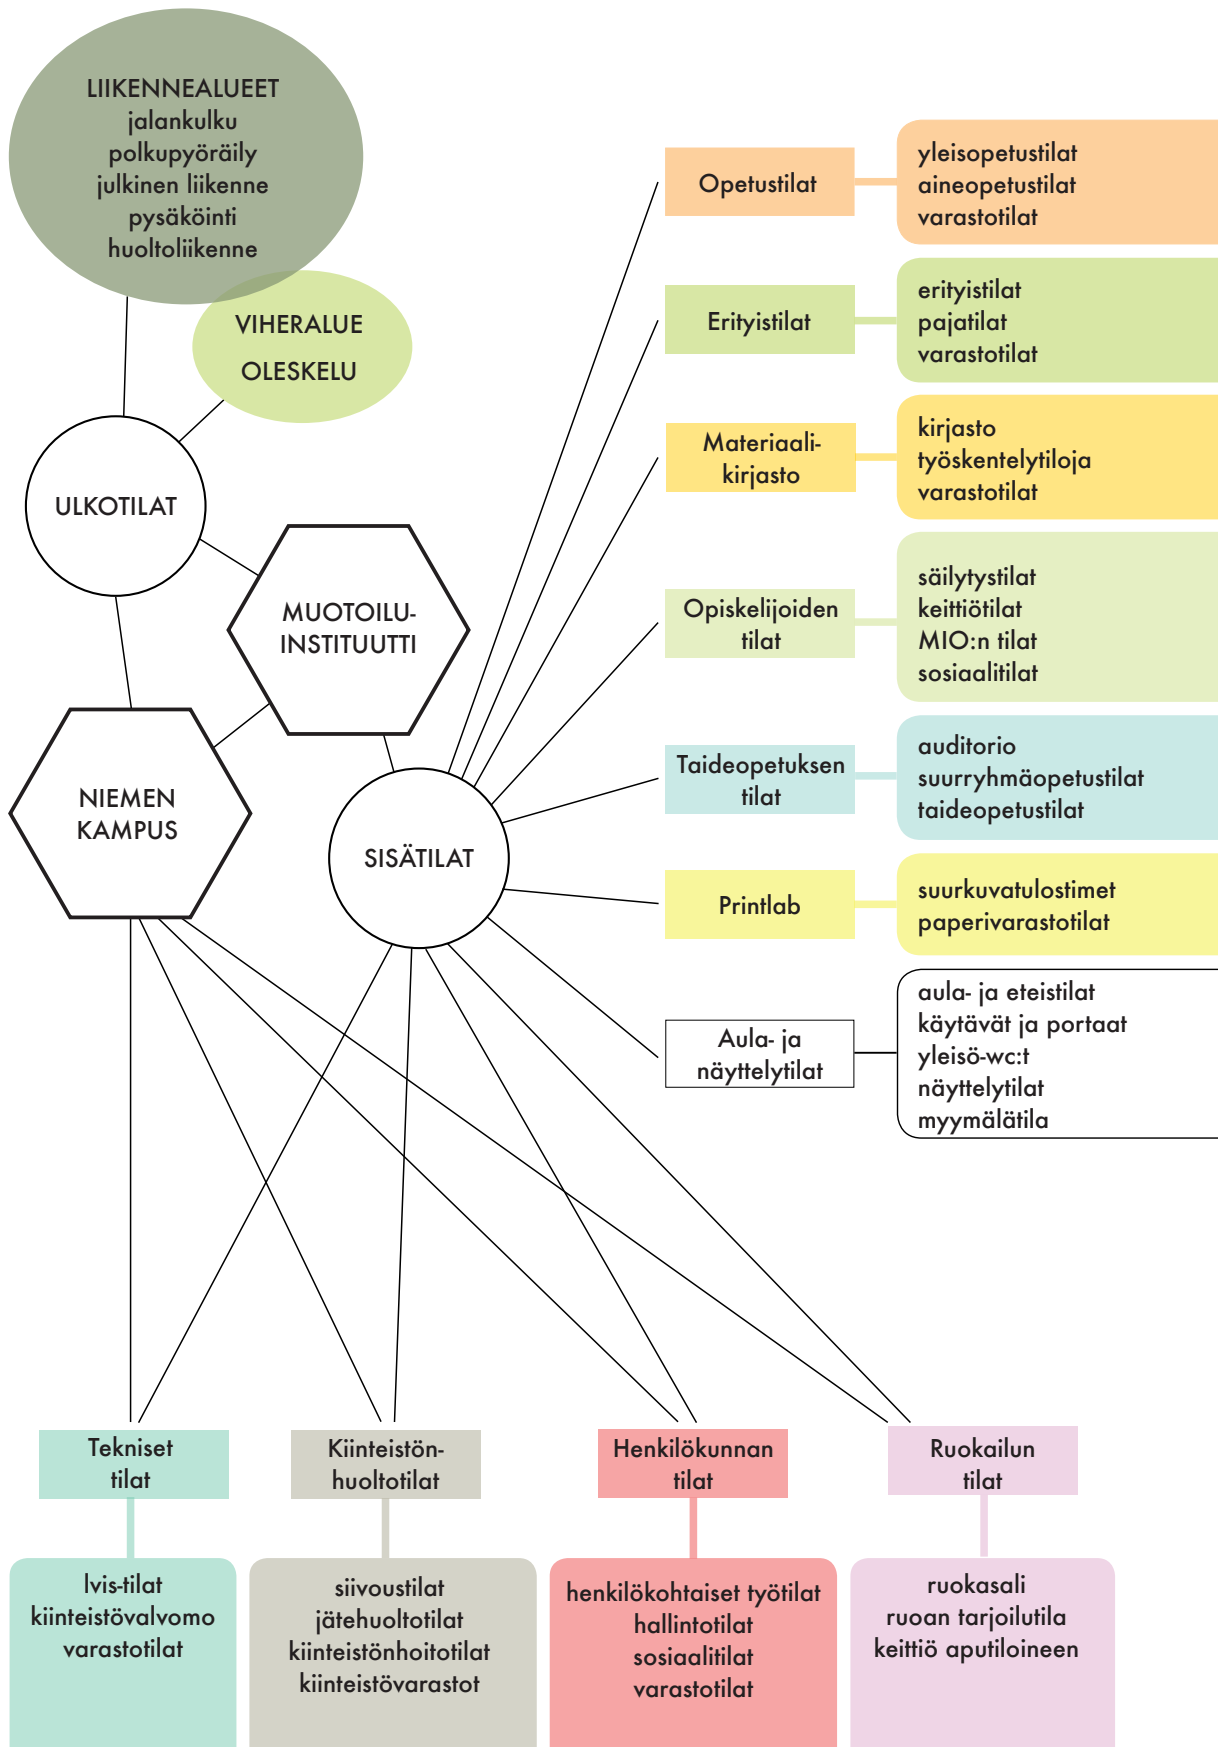 LIIKENNEALUEET
jalankulku
polkupyöräily
julkinen liikenne
pysäköinti
huoltoliikenne
VIHERALUE
OLESKELU
ULKOTILAT
MUOTOILU-
INSTITUUTTI
NIEMEN
KAMPUS
SISÄTILAT
Opetustilat
yleisopetustilat
aineopetustilat
varastotilat
Erityistilat
erityistilat
pajatilat
varastotilat
Materiaali-
kirjasto
kirjasto
työskentelytiloja
varastotilat
Opiskelijoiden
tilat
säilytystilat
keittiötilat
MIO:n tilat
sosiaalitilat
Taideopetuksen
tilat
auditorio
suurryhmäopetustilat
taideopetustilat
Printlab
suurkuvatulostimet
paperivarastotilat
Aula- ja
näyttelytilat
aula- ja eteistilat
käytävät ja portaat
yleisö-wc:t
näyttelytilat
myymälätila
Tekniset
tilat
lvis-tilat
kiinteistövalvomo
varastotilat
Kiinteistön-
huoltotilat
siivoustilat
jätehuoltotilat
kiinteistönhoitotilat
kiinteistövarastot
Henkilökunnan
tilat
henkilökohtaiset työtilat
hallintotilat
sosiaalitilat
varastotilat
Ruokailun
tilat
ruokasali
ruoan tarjoilutila
keittiö aputiloineen